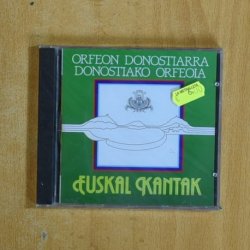 ORFEON DONOSTIARRA
DONOSTIAKO ORFEOIA
EUSKAL KANTAK